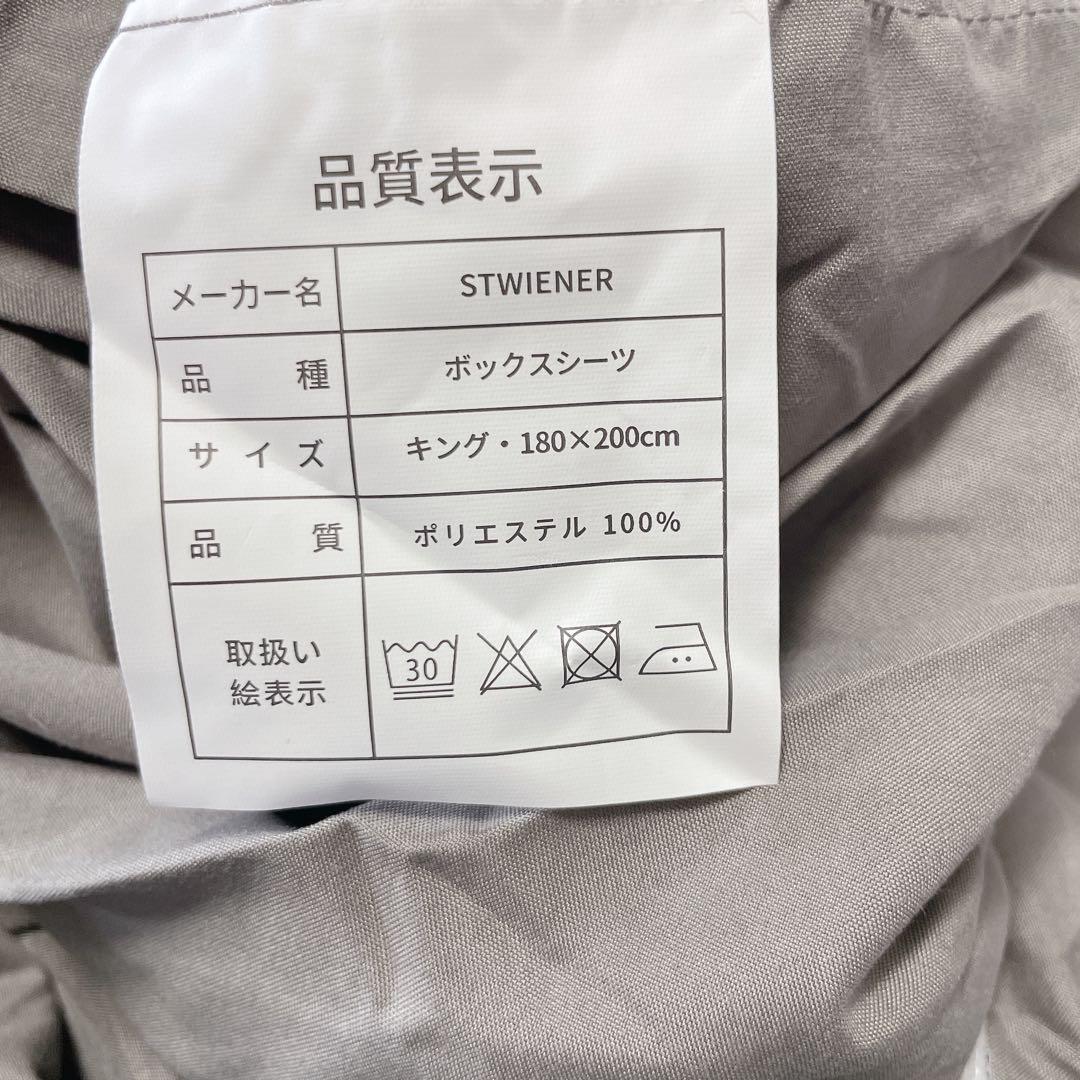 品質表示
メーカー名 STWIENER
品種 ボックスシーツ
サイズ キング・180×200cm
品質 ポリエステル 100%
取扱い
絵表示
30